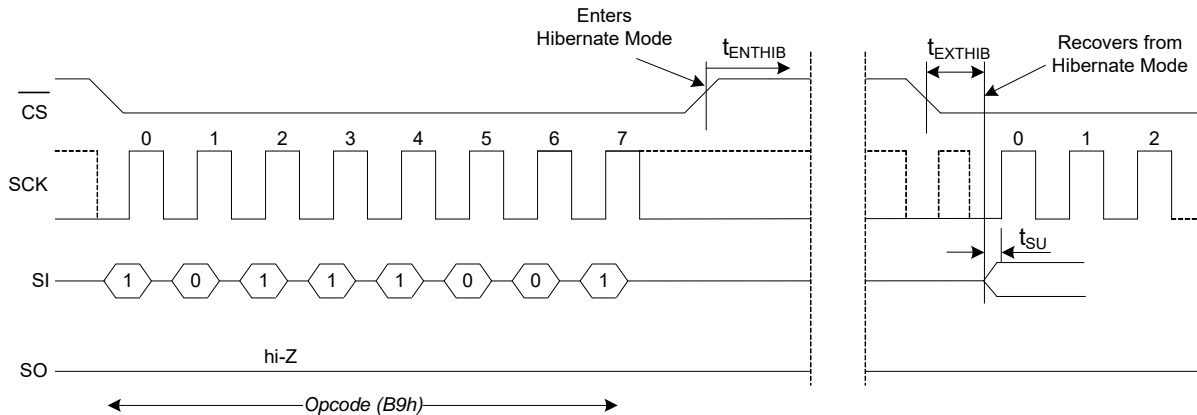 Enters
Hibernate Mode
tENTHIB
tEXTHIB
Recovers from
Hibernate Mode
CS
0 1 2 3 4 5 6 7 0 1 2
SCK
tSU
SI 1 0 1 1 1 0 0 1
hi-Z
SO
Opcode (B9h)